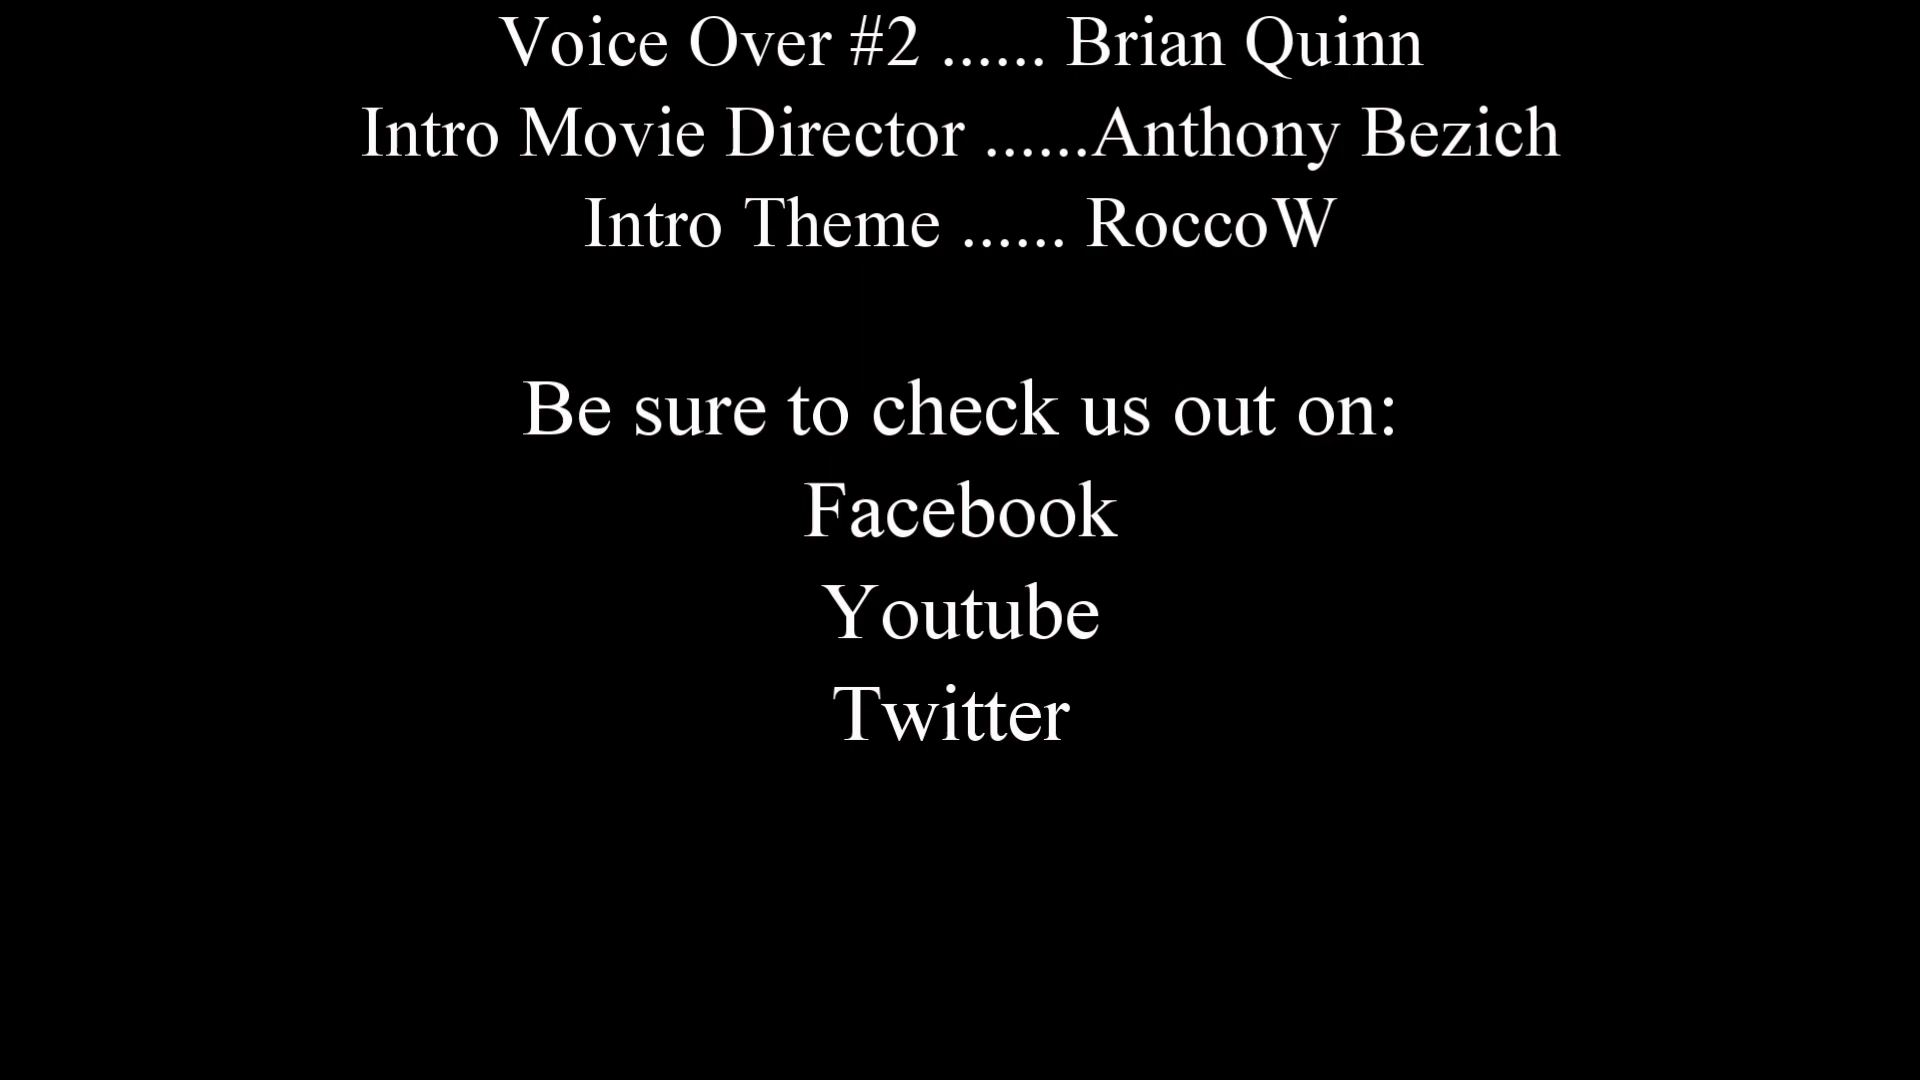 Voice Over #2 ...... Brian Quinn
Intro Movie Director ......Anthony Bezich
Intro Theme ...... RoccoW
Be sure to check us out on:
Facebook
Youtube
Twitter